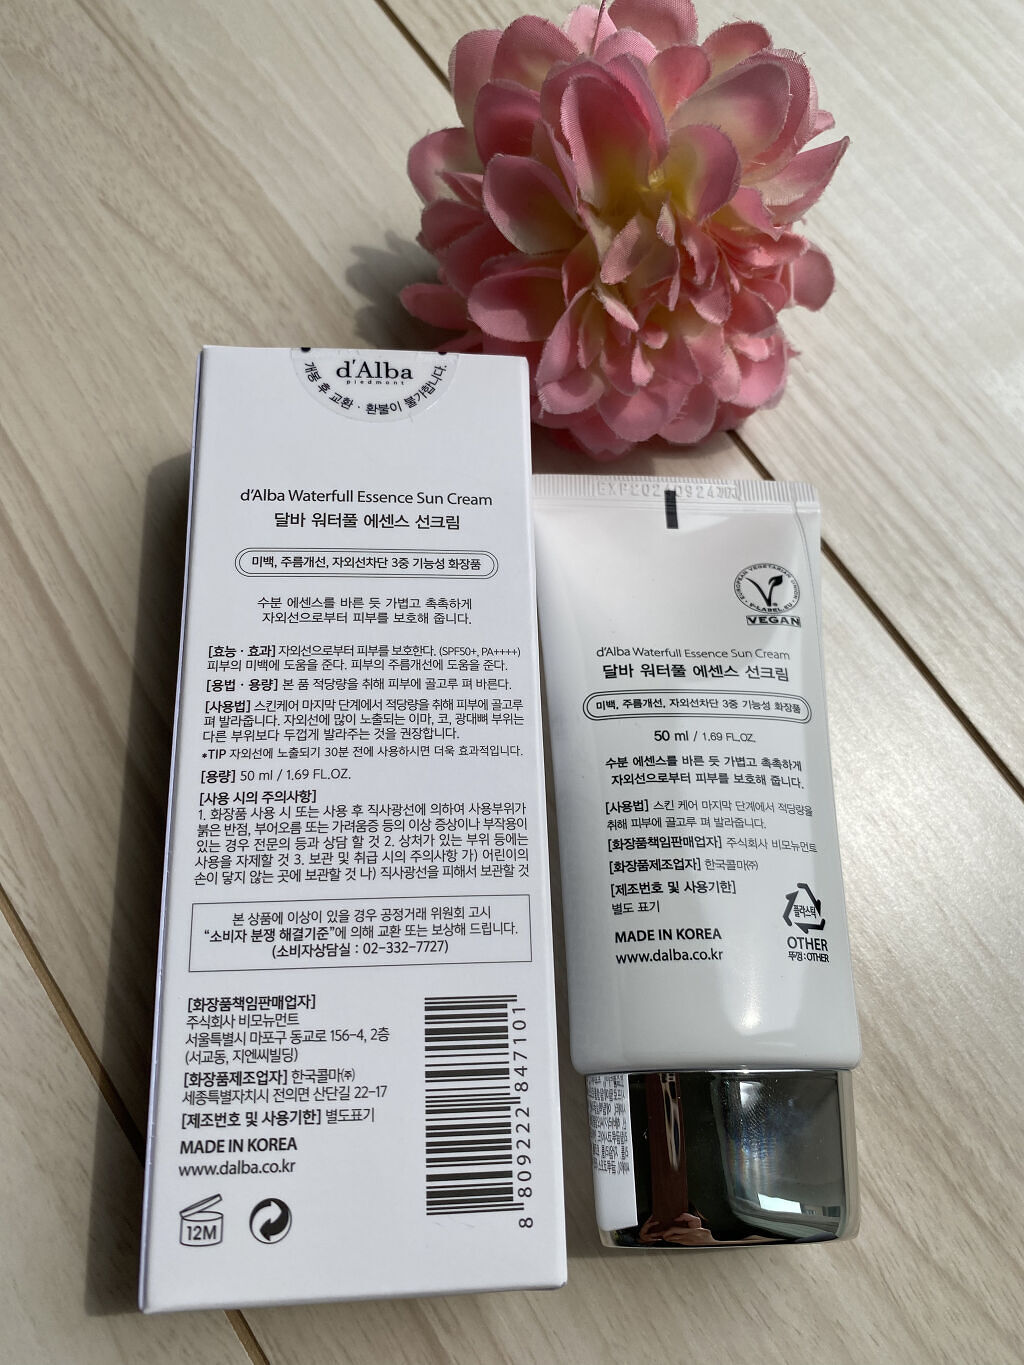 d'Alba
piedmont
개봉 후 교환 · 환불이 불가합니다.
d'Alba Waterfull Essence Sun Cream
달바 워터풀 에센스 선크림
미백, 주름개선, 자외선차단 3중 기능성 화장품
수분 에센스를 바른 듯 가볍고 촉촉하게
자외선으로부터 피부를 보호해 줍니다.
[효능 · 효과] 자외선으로부터 피부를 보호한다. (SPF50+, PA++++)
피부의 미백에 도움을 준다. 피부의 주름개선에 도움을 준다.
[용법 · 용량] 본 품 적당량을 취해 피부에 골고루 펴 바른다.
[사용법] 스킨케어 마지막 단계에서 적당량을 취해 피부에 골고루
펴 발라줍니다. 자외선에 많이 노출되는 이마, 코, 광대뼈 부위는
다른 부위보다 두껍게 발라주는 것을 권장합니다.
*TIP 자외선에 노출되기 30분 전에 사용하시면 더욱 효과적입니다.
[용량] 50 ml / 1.69 FL.OZ.
[사용 시의 주의사항]
1. 화장품 사용 시 또는 사용 후 직사광선에 의하여 사용부위가
붉은 반점, 부어오름 또는 가려움증 등의 이상 증상이나 부작용이
있는 경우 전문의 등과 상담 할 것 2. 상처가 있는 부위 등에는
사용을 자제할 것 3. 보관 및 취급 시의 주의사항 가) 어린이의
손이 닿지 않는 곳에 보관할 것 나) 직사광선을 피해서 보관할 것
본 상품에 이상이 있을 경우 공정거래 위원회 고시
“소비자 분쟁 해결기준”에 의해 교환 또는 보상해 드립니다.
(소비자상담실 : 02-332-7727)
[화장품책임판매업자]
주식회사 비모뉴먼트
서울특별시 마포구 동교로 156-4, 2층
(서교동, 지엔씨빌딩)
[화장품제조업자] 한국콜마㈜
세종특별자치시 전의면 산단길 22-17
[제조번호 및 사용기한] 별도표기
MADE IN KOREA
www.dalba.co.kr
12M
8 809222 847101
EUROPEAN VEGETARIAN UNION
V-LABEL.EU
VEGAN
d'Alba Waterfull Essence Sun Cream
달바 워터풀 에센스 선크림
미백, 주름개선, 자외선차단 3중 기능성 화장품
50 ml / 1.69 FL.OZ.
수분 에센스를 바른 듯 가볍고 촉촉하게
자외선으로부터 피부를 보호해 줍니다.
[사용법] 스킨 케어 마지막 단계에서 적당량을
취해 피부에 골고루 펴 발라줍니다.
[화장품책임판매업자] 주식회사 비모뉴먼트
[화장품제조업자] 한국콜마㈜
[제조번호 및 사용기한]
별도 표기
MADE IN KOREA
www.dalba.co.kr
플라스틱
OTHER
뚜껑 : OTHER